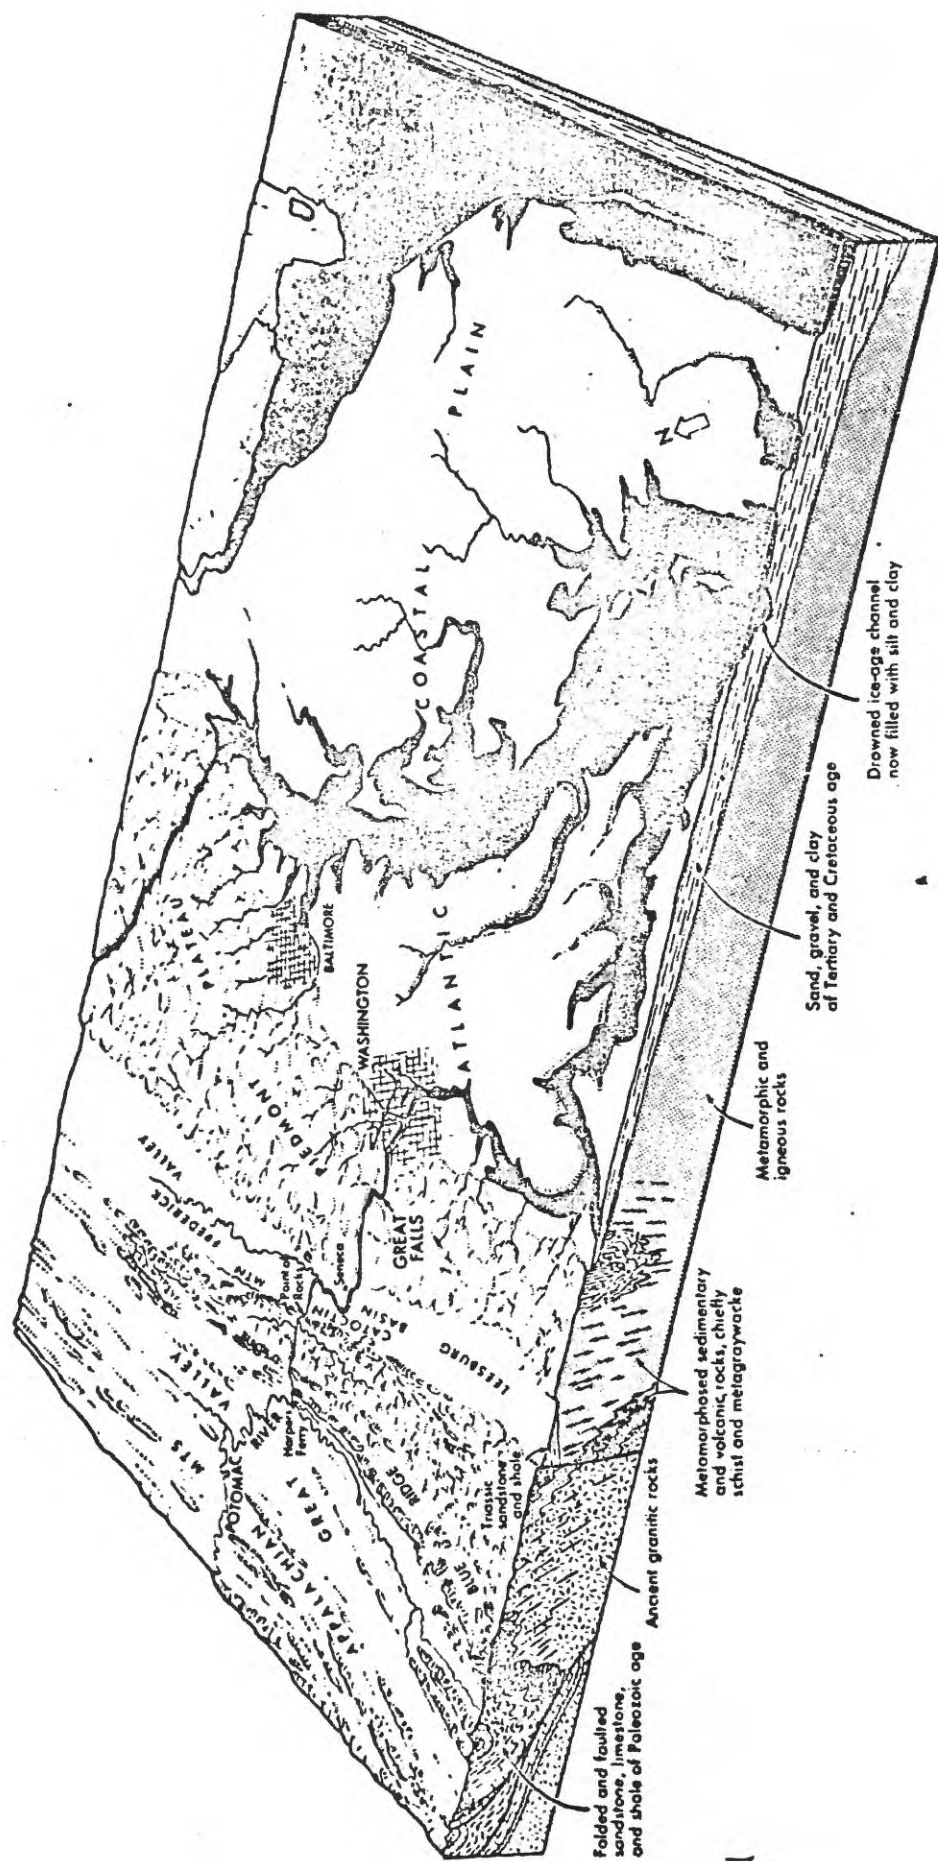 APPALACHIAN MTS
GREAT VALLEY
POTOMAC
RIVER
Harpers
Ferry
BLUE RIDGE
CATOCTIN MTN
Point of
Rocks
FREDERICK VALLEY
LEESBURG BASIN
Seneca
GREAT
FALLS
PIEDMONT PLATEAU
WASHINGTON
BALTIMORE
ATLANTIC COASTAL PLAIN
N
Triassic
sandstone
and shale
Folded and faulted
sandstone, limestone,
and shale of Paleozoic age
Ancient granitic rocks
Metamorphosed sedimentary
and volcanic rocks, chiefly
schist and metagraywacke
Metamorphic and
igneous rocks
Sand, gravel, and clay
of Tertiary and Cretaceous age
Drowned ice-age channel
now filled with silt and clay